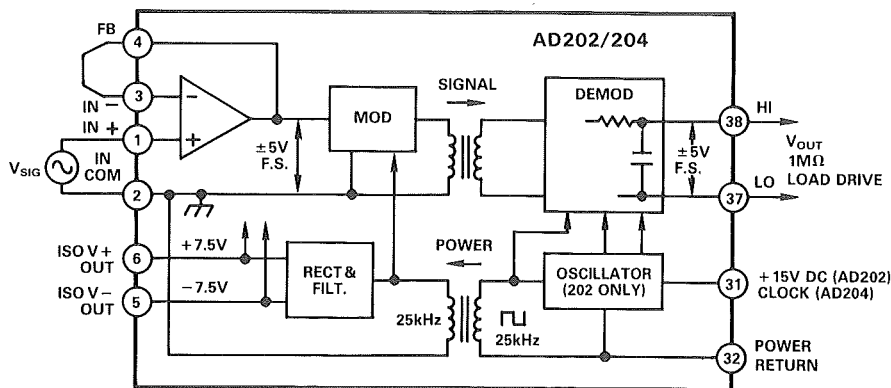 AD202/204
FB
4
3
IN −
IN +
1
VSIG
IN
COM
2
−
+
±5V
F.S.
MOD
SIGNAL
DEMOD
±5V
F.S.
38
HI
VOUT
1MΩ
LOAD DRIVE
LO
37
ISO V+
OUT
6
+7.5V
ISO V−
OUT
5
−7.5V
RECT &
FILT.
POWER
25kHz
25kHz
OSCILLATOR
(202 ONLY)
31
+15V DC (AD202)
CLOCK (AD204)
32
POWER
RETURN